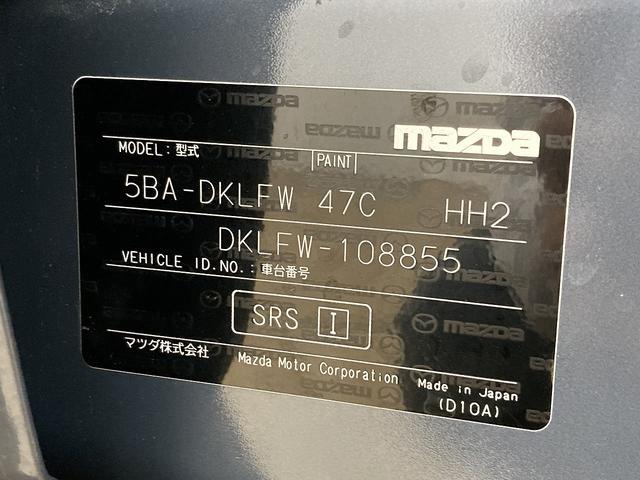 mazda
MODEL:型式 PAINT
5BA-DKLFW 47C HH2
DKLFW-108855
VEHICLE ID.NO.:車台番号
SRS I
マツダ株式会社 Mazda Motor Corporation Made in Japan
(D10A)